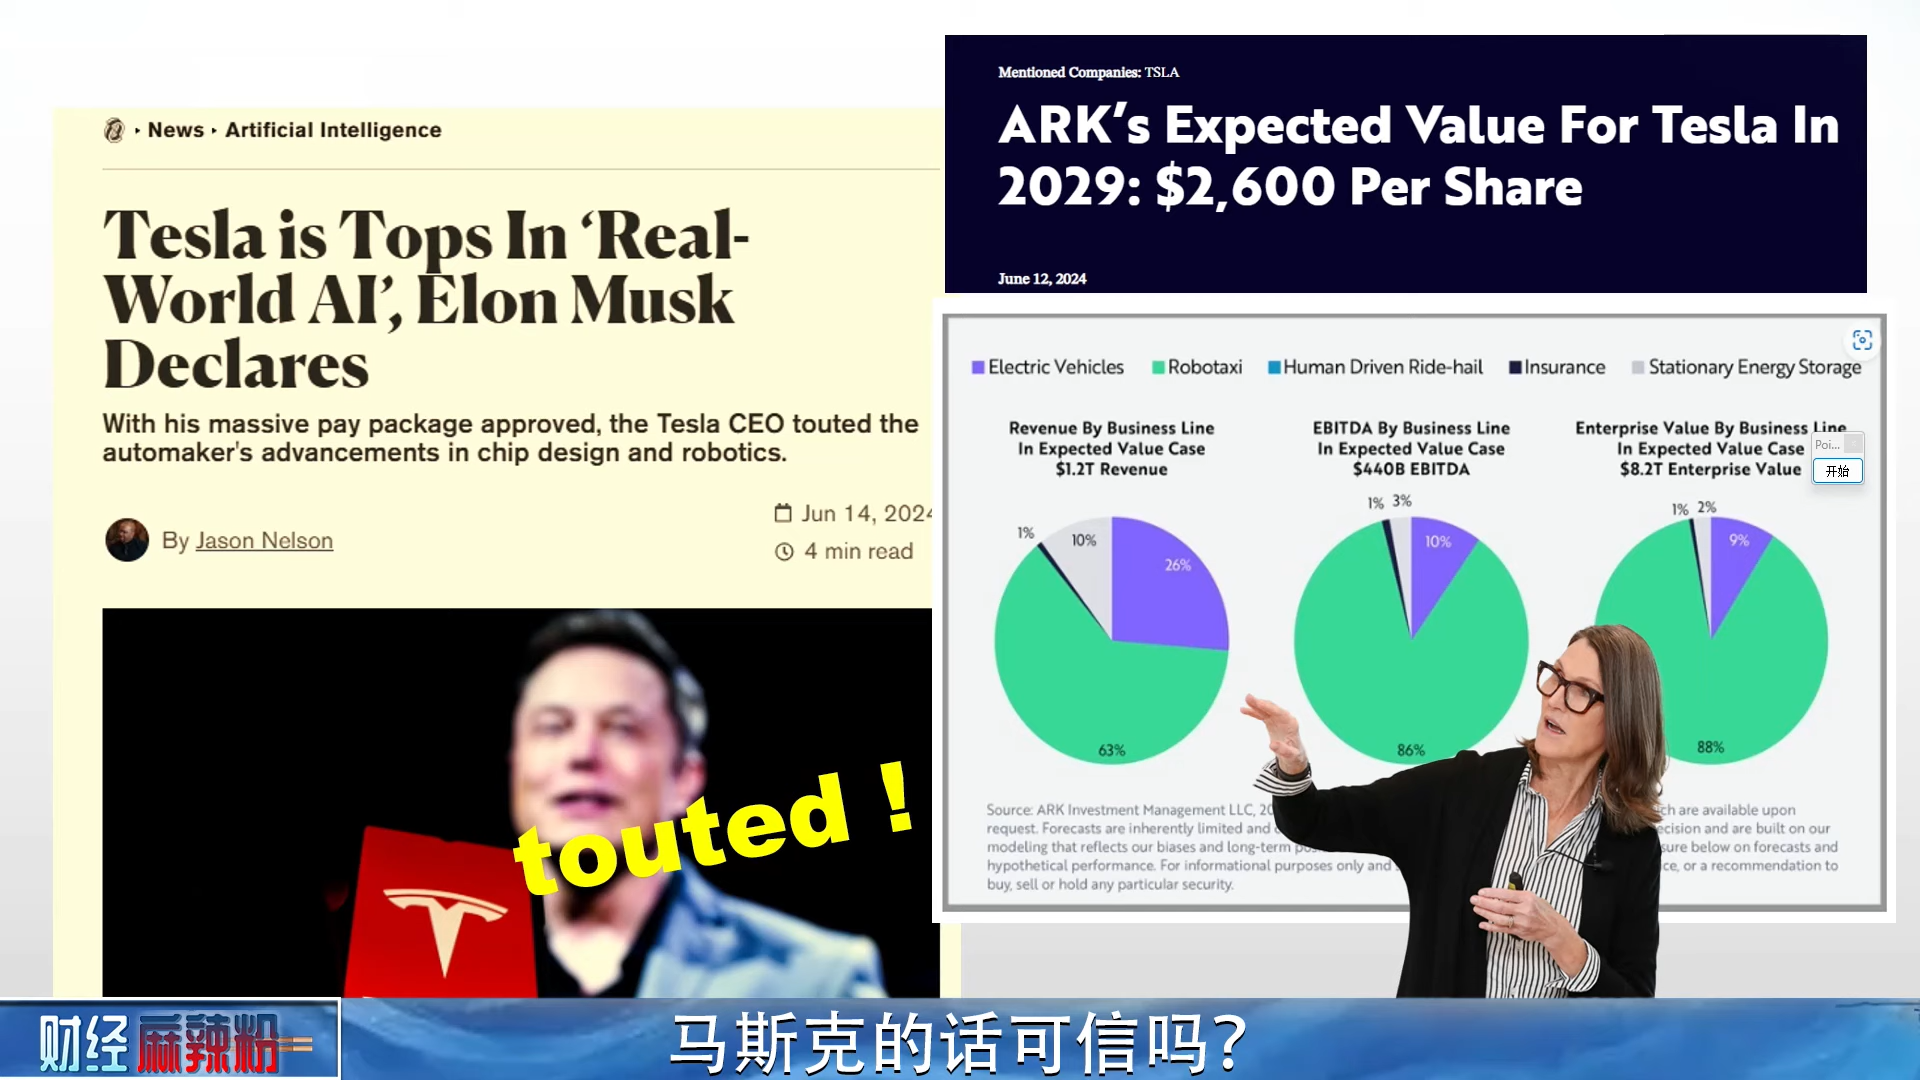 News
Artificial Intelligence
Tesla is Tops In ‘Real-
World AI’, Elon Musk
Declares
With his massive pay package approved, the Tesla CEO touted the
automaker's advancements in chip design and robotics.
By Jason Nelson
Jun 14, 2024
4 min read
touted !
Mentioned Companies: TSLA
ARK’s Expected Value For Tesla In
2029: $2,600 Per Share
June 12, 2024
Electric Vehicles
Robotaxi
Human Driven Ride-hail
Insurance
Stationary Energy Storage
Revenue By Business Line
In Expected Value Case
$1.2T Revenue
1%
10%
26%
63%
EBITDA By Business Line
In Expected Value Case
$440B EBITDA
1%
3%
10%
86%
Enterprise Value By Business Line
In Expected Value Case
$8.2T Enterprise Value
1%
2%
9%
88%
Poi...
开始
Source: ARK Investment Management LLC, 20 ch are available upon
request. Forecasts are inherently limited and ecision and are built on our
modeling that reflects our biases and long-term sure below on forecasts and
hypothetical performance. For informational purposes only and ce, or a recommendation to
buy, sell or hold any particular security.
财经麻辣粉
马斯克的话可信吗？